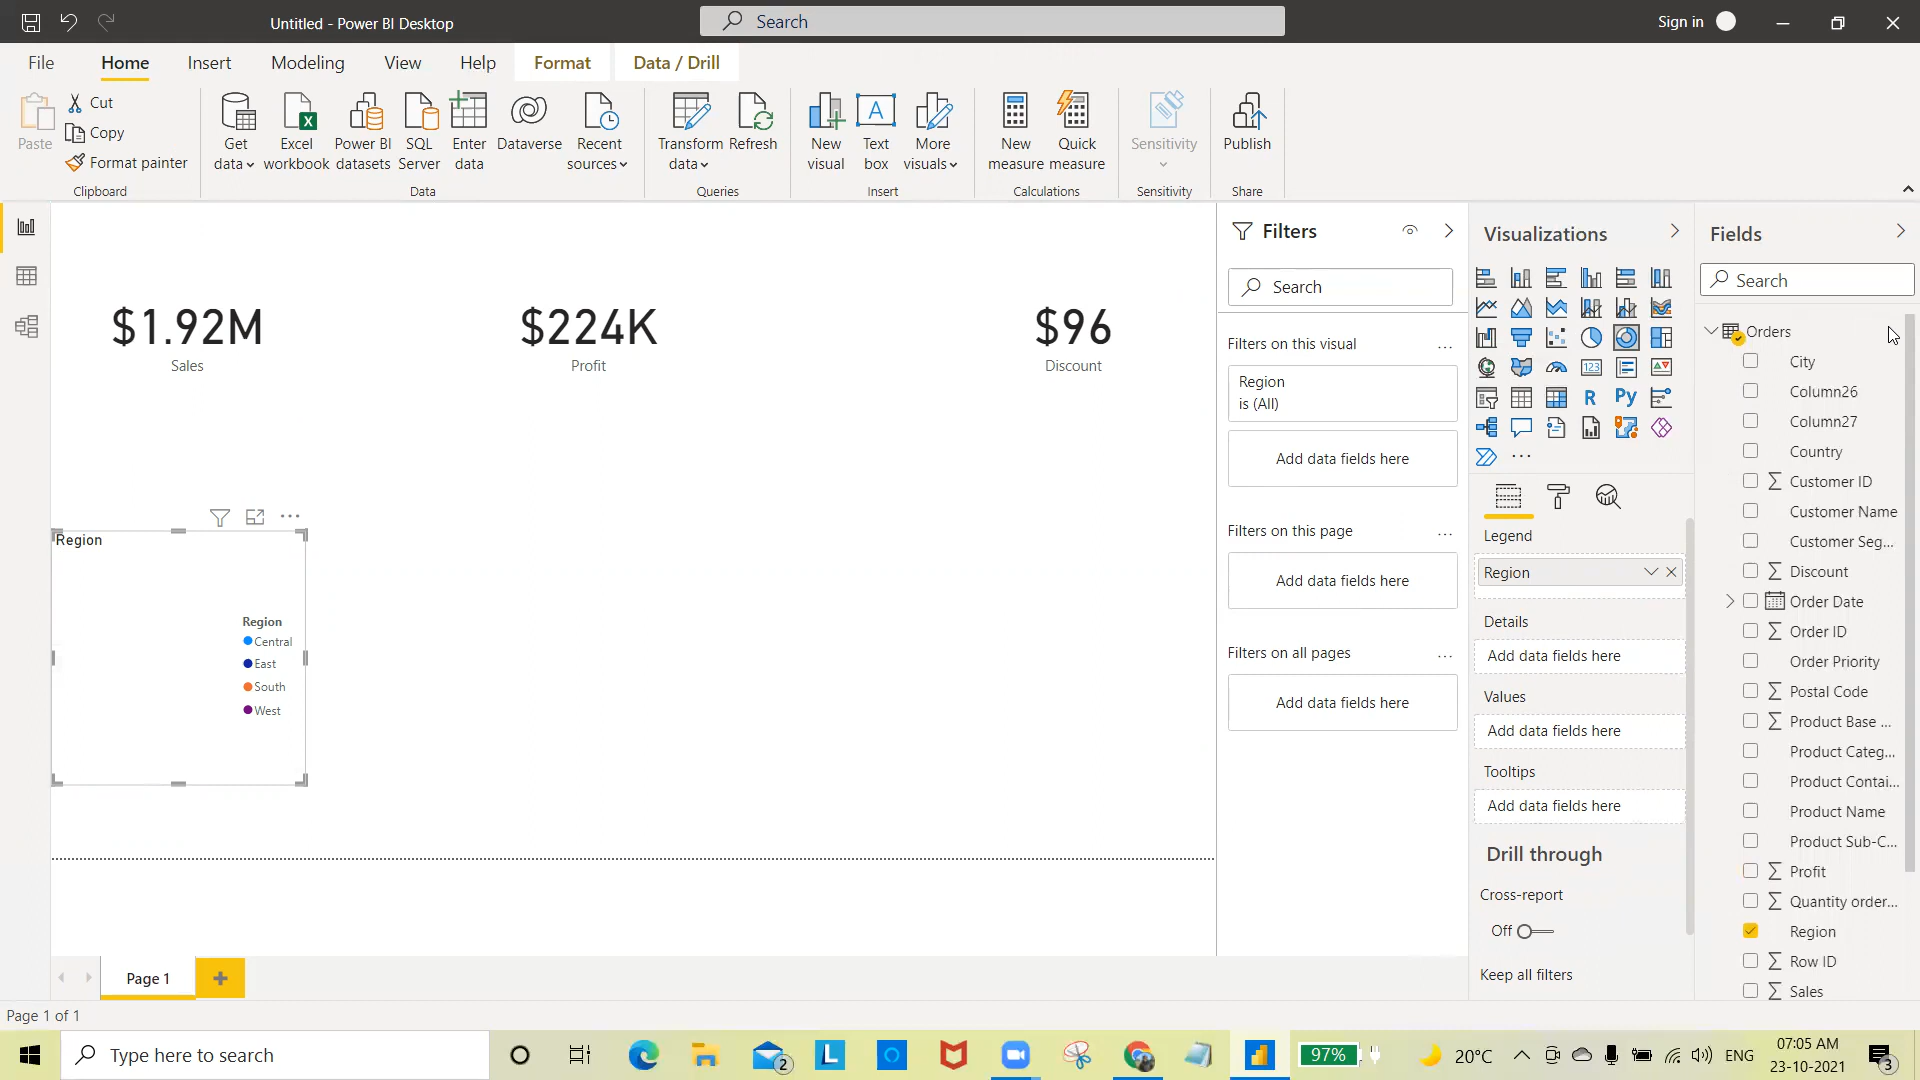 Untitled - Power BI Desktop
Search
Sign in
File
Home
Insert
Modeling
View
Help
Format
Data / Drill
Paste
Cut
Copy
Format painter
Clipboard
Get data
Excel workbook
Power BI datasets
SQL Server
Enter data
Dataverse
Recent sources
Data
Transform data
Refresh
Queries
New visual
Text box
More visuals
Insert
New measure
Quick measure
Calculations
Sensitivity
Sensitivity
Publish
Share
$1.92M
Sales
$224K
Profit
$96
Discount
Region
Region
Central
East
South
West
Filters
Search
Filters on this visual
...
Region
is (All)
Add data fields here
Filters on this page
...
Add data fields here
Filters on all pages
...
Add data fields here
Visualizations
123
R
Py
...
Legend
Region
Details
Add data fields here
Values
Add data fields here
Tooltips
Add data fields here
Drill through
Cross-report
Off
Keep all filters
Fields
Search
Orders
City
Column26
Column27
Country
Customer ID
Customer Name
Customer Seg...
Discount
Order Date
Order ID
Order Priority
Postal Code
Product Base ...
Product Categ...
Product Contai...
Product Name
Product Sub-C...
Profit
Quantity order...
Region
Row ID
Sales
Page 1
Page 1 of 1
Type here to search
2
L
97%
20°C
ENG
07:05 AM
23-10-2021
3